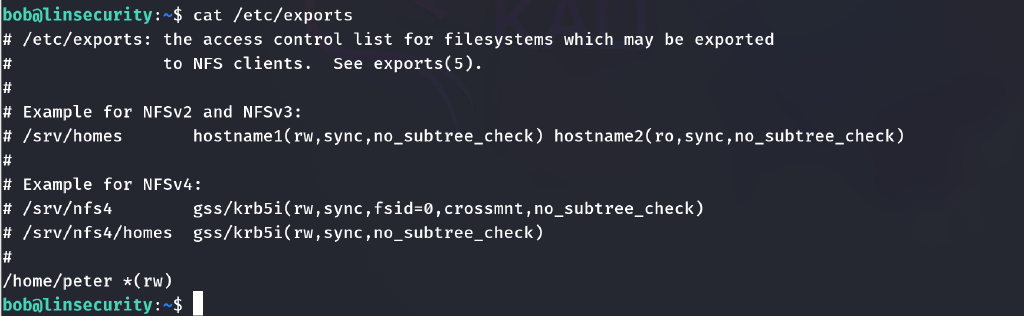 bob@linsecurity:~$ cat /etc/exports
# /etc/exports: the access control list for filesystems which may be exported
#               to NFS clients.  See exports(5).
#
# Example for NFSv2 and NFSv3:
# /srv/homes       hostname1(rw,sync,no_subtree_check) hostname2(ro,sync,no_subtree_check)
#
# Example for NFSv4:
# /srv/nfs4        gss/krb5i(rw,sync,fsid=0,crossmnt,no_subtree_check)
# /srv/nfs4/homes  gss/krb5i(rw,sync,no_subtree_check)
#
/home/peter *(rw)
bob@linsecurity:~$